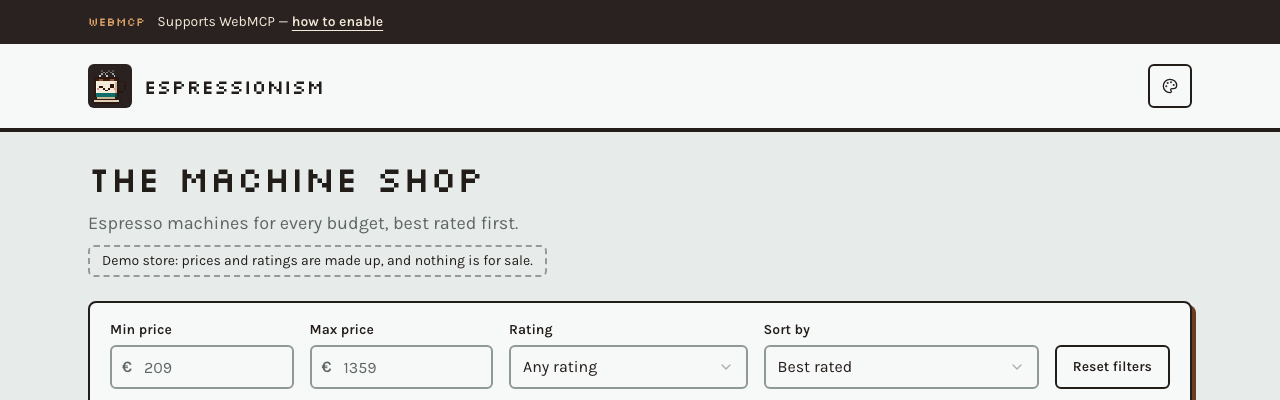 WEBMCP Supports WebMCP — how to enable
ESPRESSIONISM
THE MACHINE SHOP
Espresso machines for every budget, best rated first.
Demo store: prices and ratings are made up, and nothing is for sale.
Min price Max price Rating Sort by
€ 209 € 1359 Any rating Best rated Reset filters